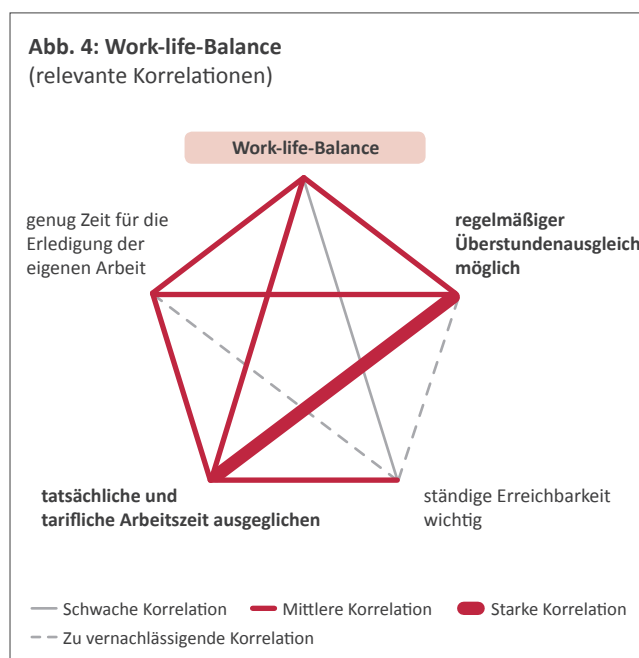 Abb. 4: Work-life-Balance
(relevante Korrelationen)
Work-life-Balance
genug Zeit für die
Erledigung der
eigenen Arbeit
regelmäßiger
Überstundenausgleich
möglich
tatsächliche und
tarifliche Arbeitszeit ausgeglichen
ständige Erreichbarkeit
wichtig
Schwache Korrelation
Mittlere Korrelation
Starke Korrelation
Zu vernachlässigende Korrelation